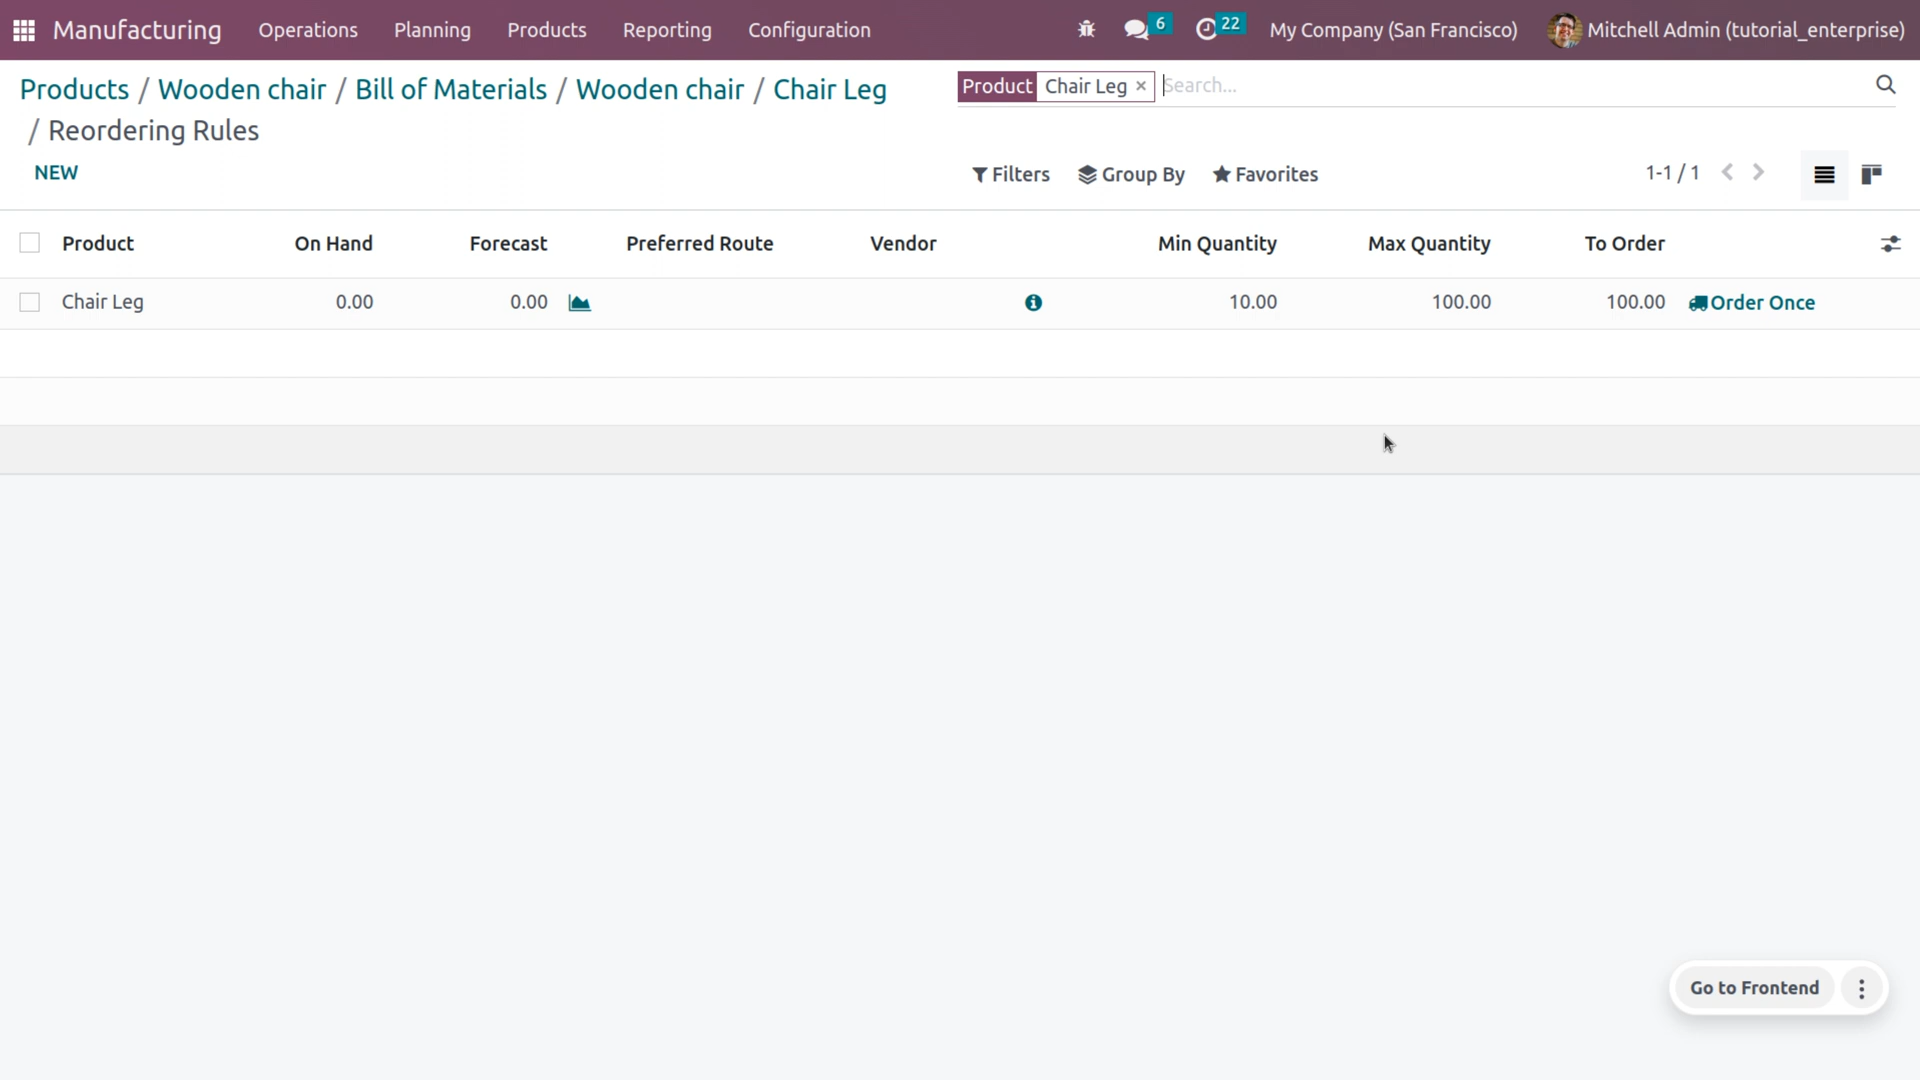 Manufacturing Operations Planning Products Reporting Configuration 6 22 My Company (San Francisco) Mitchell Admin (tutorial_enterprise)
Products / Wooden chair / Bill of Materials / Wooden chair / Chair Leg
/ Reordering Rules
Product Chair Leg × Search...
NEW
Filters Group By Favorites 1-1 / 1
Product On Hand Forecast Preferred Route Vendor Min Quantity Max Quantity To Order
Chair Leg 0.00 0.00 10.00 100.00 100.00 Order Once
Go to Frontend